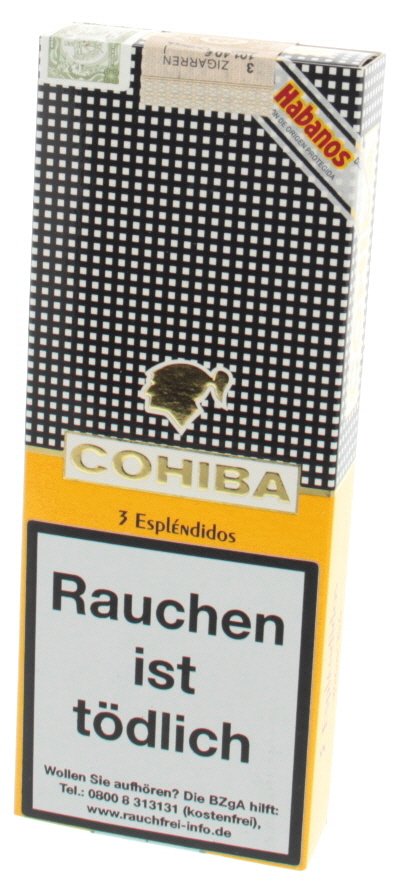 3
ZIGARREN
Habanos
COHIBA
3 Espléndidos
Rauchen
ist
tödlich
Wollen Sie aufhören? Die BZgA hilft:
Tel.: 0800 8 313131 (kostenfrei),
www.rauchfrei-info.de